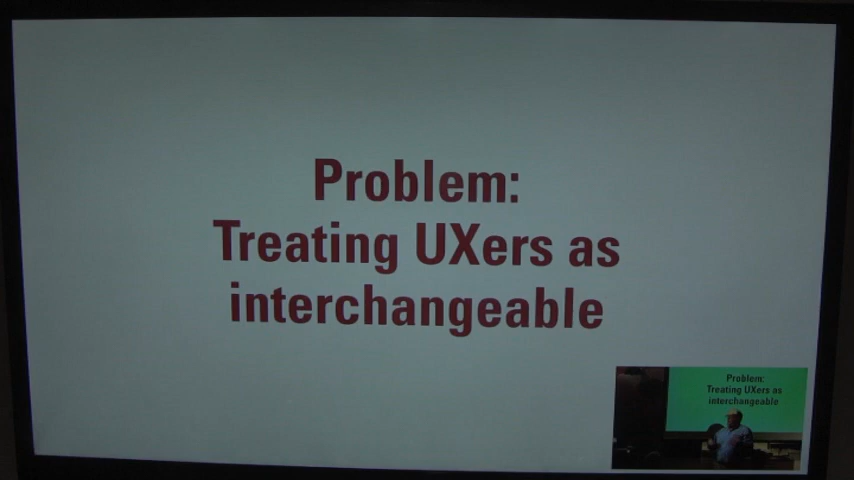 Problem:
Treating UXers as
interchangeable
Problem:
Treating UXers as
interchangeable